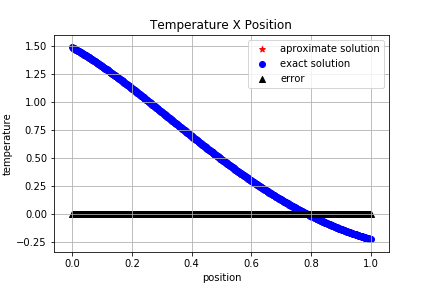 Temperature X Position
aproximate solution
exact solution
error
temperature
1.50
1.25
1.00
0.75
0.50
0.25
0.00
−0.25
0.0 0.2 0.4 0.6 0.8 1.0
position